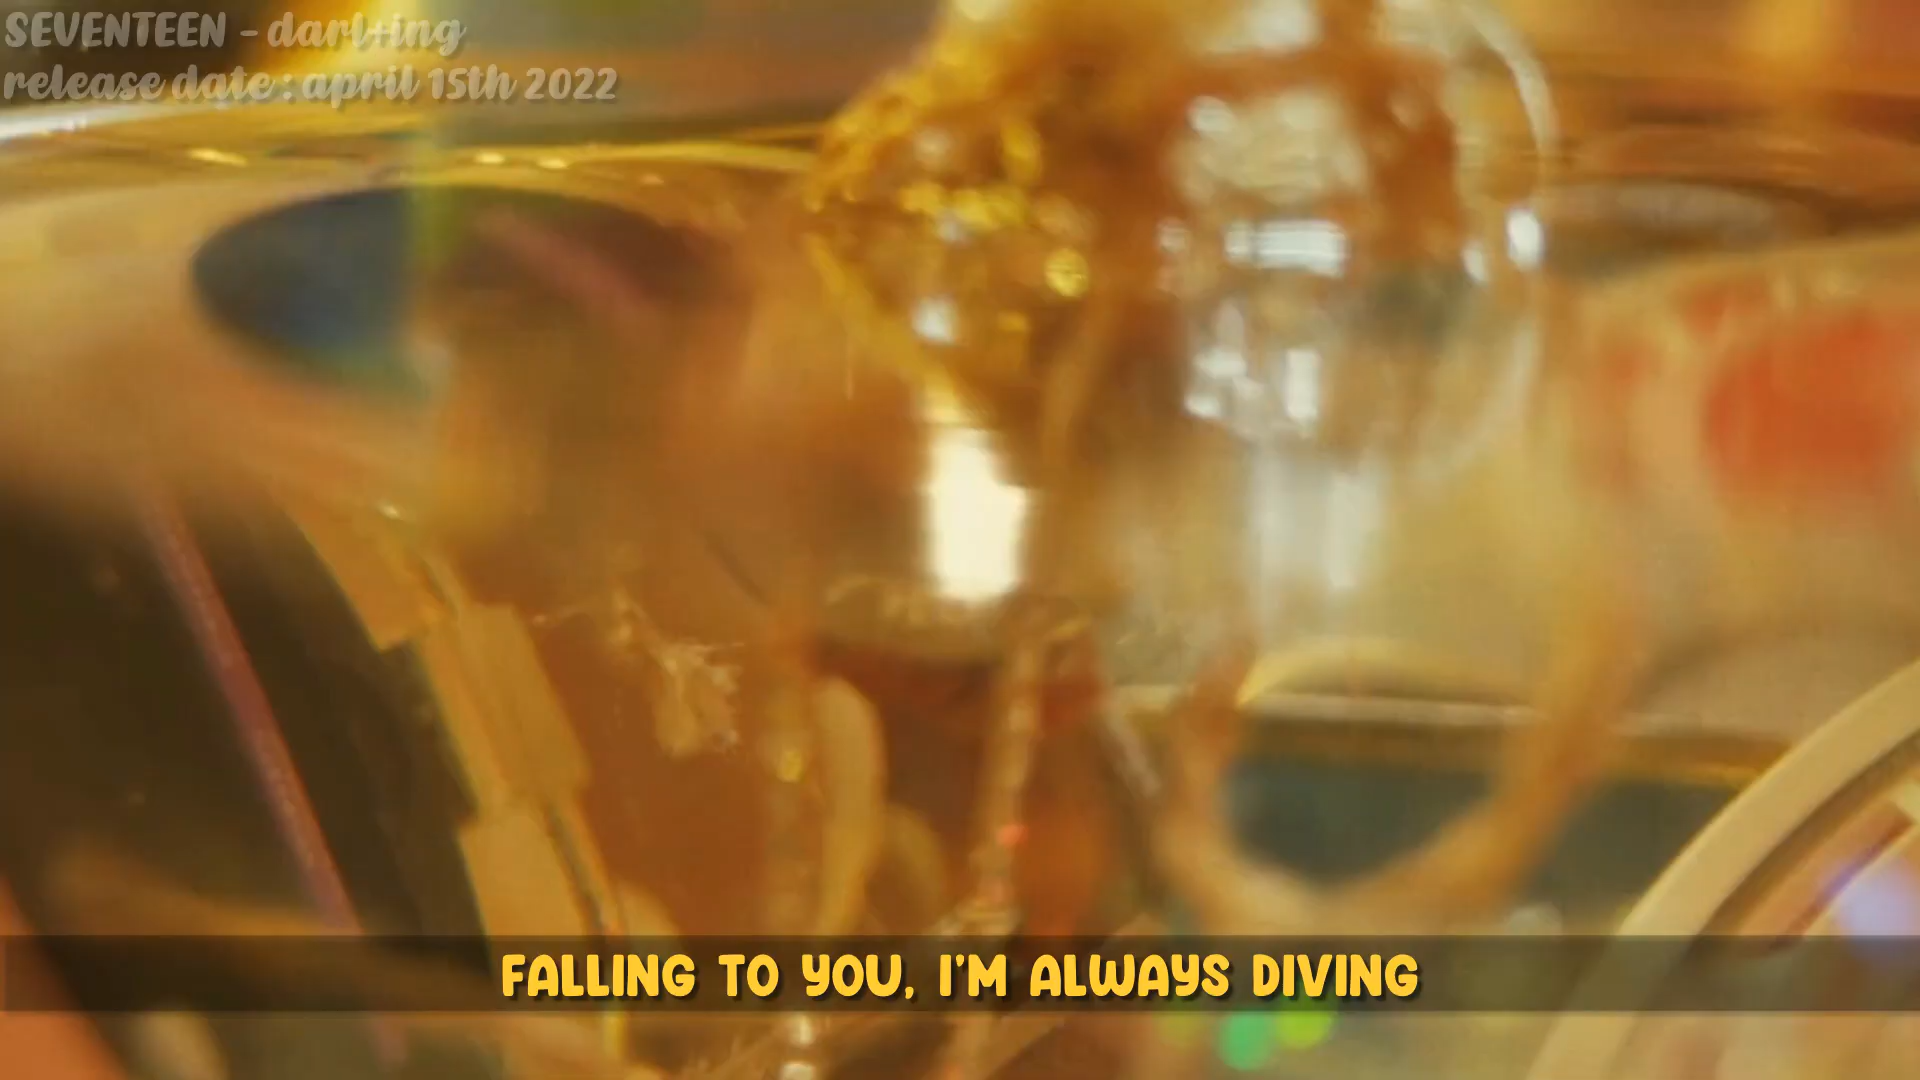 SEVENTEEN - darl+ing
release date : april 15th 2022
FALLING TO YOU, I'M ALWAYS DIVING